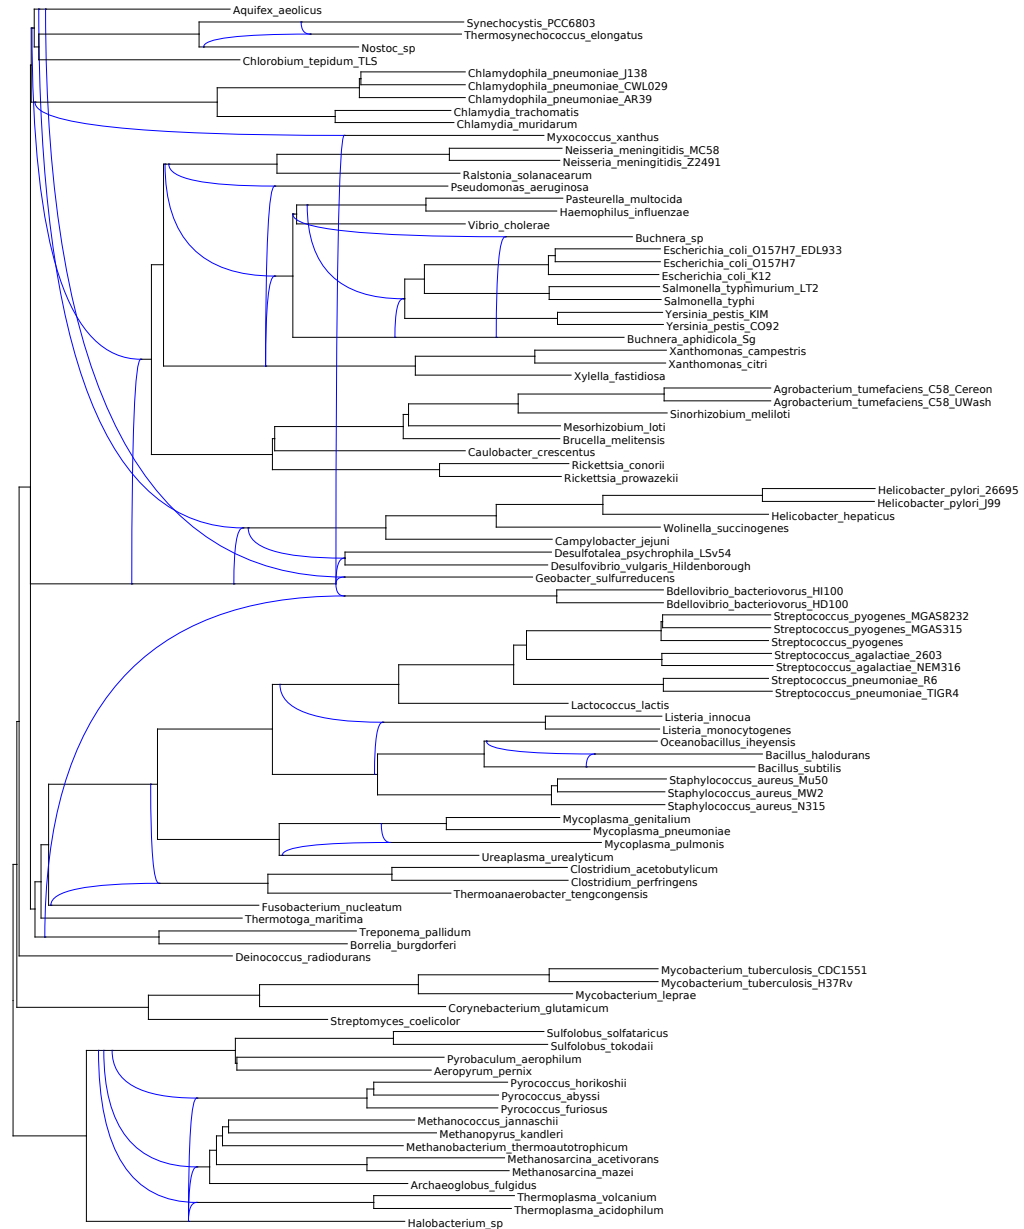 Aquifex_aeolicus
Synechocystis_PCC6803
Thermosynechococcus_elongatus
Nostoc_sp
Chlorobium_tepidum_TLS
Chlamydophila_pneumoniae_J138
Chlamydophila_pneumoniae_CWL029
Chlamydophila_pneumoniae_AR39
Chlamydia_trachomatis
Chlamydia_muridarum
Myxococcus_xanthus
Neisseria_meningitidis_MC58
Neisseria_meningitidis_Z2491
Ralstonia_solanacearum
Pseudomonas_aeruginosa
Pasteurella_multocida
Haemophilus_influenzae
Vibrio_cholerae
Buchnera_sp
Escherichia_coli_O157H7_EDL933
Escherichia_coli_O157H7
Escherichia_coli_K12
Salmonella_typhimurium_LT2
Salmonella_typhi
Yersinia_pestis_KIM
Yersinia_pestis_CO92
Buchnera_aphidicola_Sg
Xanthomonas_campestris
Xanthomonas_citri
Xylella_fastidiosa
Agrobacterium_tumefaciens_C58_Cereon
Agrobacterium_tumefaciens_C58_UWash
Sinorhizobium_meliloti
Mesorhizobium_loti
Brucella_melitensis
Caulobacter_crescentus
Rickettsia_conorii
Rickettsia_prowazekii
Helicobacter_pylori_26695
Helicobacter_pylori_J99
Helicobacter_hepaticus
Wolinella_succinogenes
Campylobacter_jejuni
Desulfotalea_psychrophila_LSv54
Desulfovibrio_vulgaris_Hildenborough
Geobacter_sulfurreducens
Bdellovibrio_bacteriovorus_HI100
Bdellovibrio_bacteriovorus_HD100
Streptococcus_pyogenes_MGAS8232
Streptococcus_pyogenes_MGAS315
Streptococcus_pyogenes
Streptococcus_agalactiae_2603
Streptococcus_agalactiae_NEM316
Streptococcus_pneumoniae_R6
Streptococcus_pneumoniae_TIGR4
Lactococcus_lactis
Listeria_innocua
Listeria_monocytogenes
Oceanobacillus_iheyensis
Bacillus_halodurans
Bacillus_subtilis
Staphylococcus_aureus_Mu50
Staphylococcus_aureus_MW2
Staphylococcus_aureus_N315
Mycoplasma_genitalium
Mycoplasma_pneumoniae
Mycoplasma_pulmonis
Ureaplasma_urealyticum
Clostridium_acetobutylicum
Clostridium_perfringens
Thermoanaerobacter_tengcongensis
Fusobacterium_nucleatum
Thermotoga_maritima
Treponema_pallidum
Borrelia_burgdorferi
Deinococcus_radiodurans
Mycobacterium_tuberculosis_CDC1551
Mycobacterium_tuberculosis_H37Rv
Mycobacterium_leprae
Corynebacterium_glutamicum
Streptomyces_coelicolor
Sulfolobus_solfataricus
Sulfolobus_tokodaii
Pyrobaculum_aerophilum
Aeropyrum_pernix
Pyrococcus_horikoshii
Pyrococcus_abyssi
Pyrococcus_furiosus
Methanococcus_jannaschii
Methanopyrus_kandleri
Methanobacterium_thermoautotrophicum
Methanosarcina_acetivorans
Methanosarcina_mazei
Archaeoglobus_fulgidus
Thermoplasma_volcanium
Thermoplasma_acidophilum
Halobacterium_sp